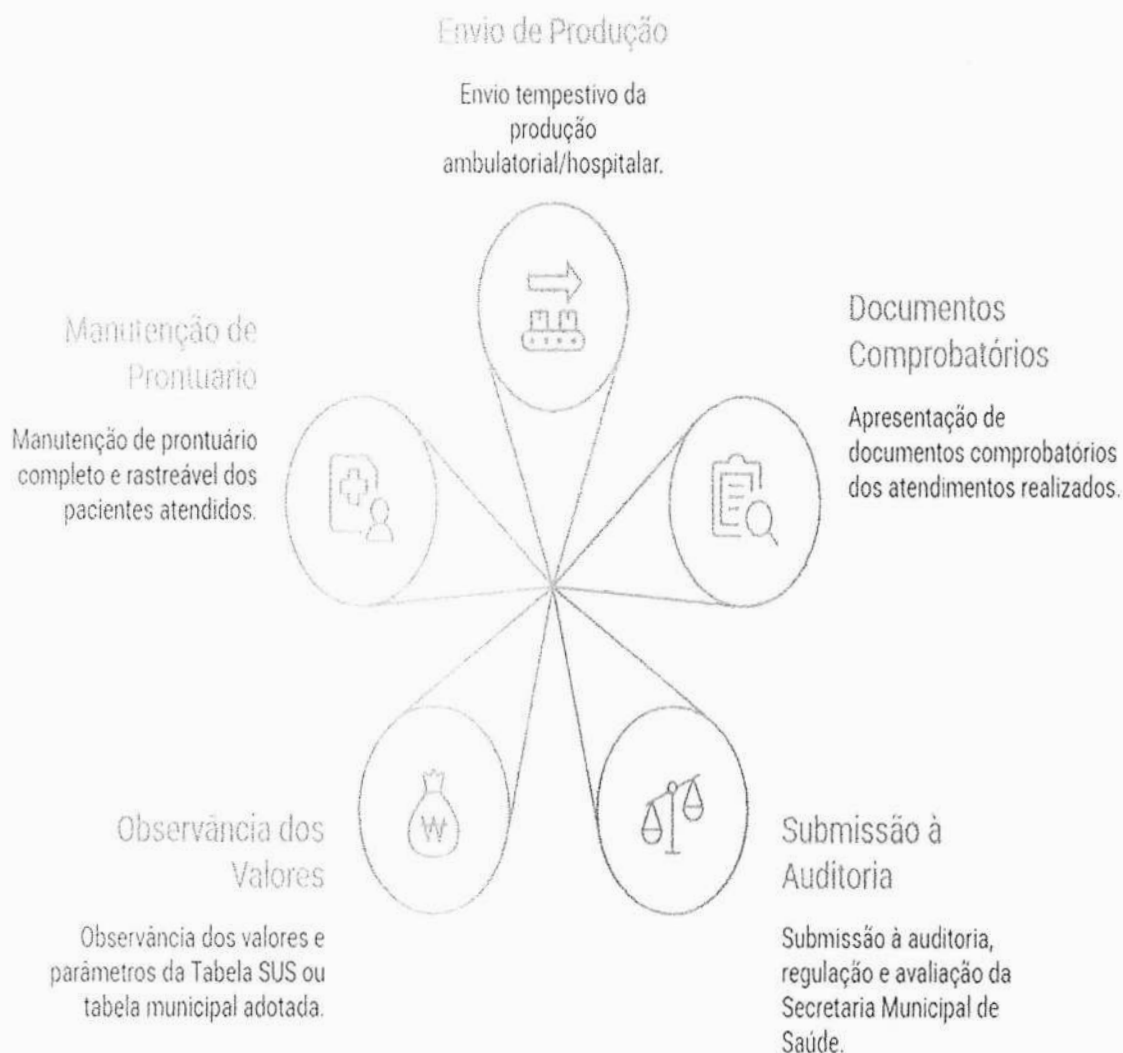 Envio de Produção
Envio tempestivo da
produção
ambulatorial/hospitalar.
Documentos
Comprobatórios
Apresentação de
documentos comprobatórios
dos atendimentos realizados.
Submissão à
Auditoria
Submissão à auditoria,
regulação e avaliação da
Secretaria Municipal de
Saúde.
Observância dos
Valores
Observância dos valores e
parâmetros da Tabela SUS ou
tabela municipal adotada.
Manutenção de
Prontuário
Manutenção de prontuário
completo e rastreável dos
pacientes atendidos.